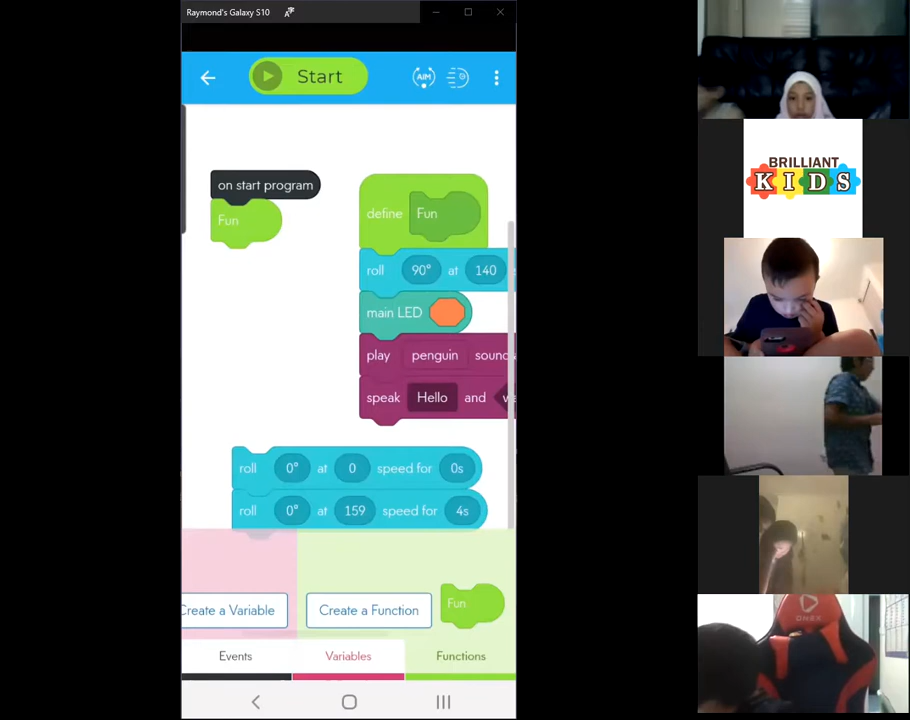 Raymond's Galaxy S10
Start
AIM
on start program
Fun
define Fun
roll 90° at 140
main LED
play penguin sound
speak Hello and
roll 0° at 0 speed for 0s
roll 0° at 159 speed for 4s
Create a Variable
Create a Function
Fun
Events
Variables
Functions
BRILLIANT
KIDS
ONEX